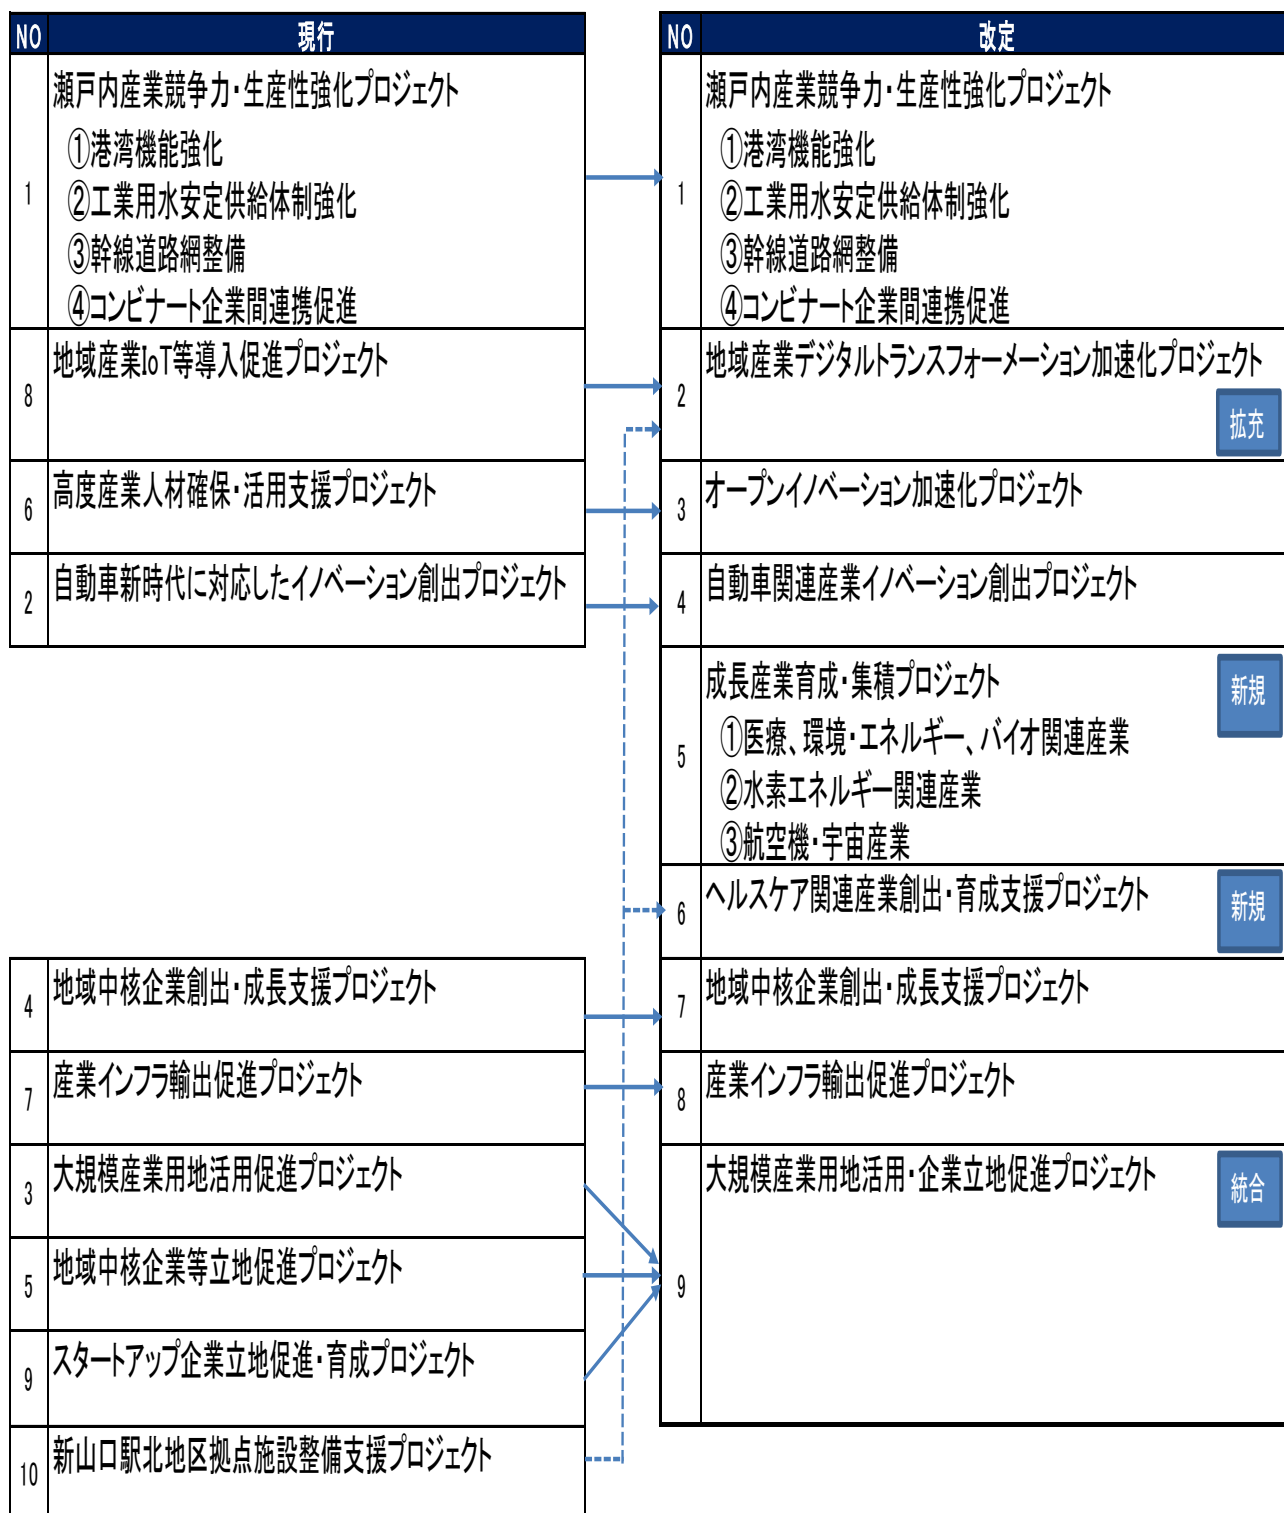 NO 現行
1
瀬戸内産業競争力・生産性強化プロジェクト
①港湾機能強化
②工業用水安定供給体制強化
③幹線道路網整備
④コンビナート企業間連携促進
8
地域産業IoT等導入促進プロジェクト
6
高度産業人材確保・活用支援プロジェクト
2
自動車新時代に対応したイノベーション創出プロジェクト
4
地域中核企業創出・成長支援プロジェクト
7
産業インフラ輸出促進プロジェクト
3
大規模産業用地活用促進プロジェクト
5
地域中核企業等立地促進プロジェクト
9
スタートアップ企業立地促進・育成プロジェクト
10
新山口駅北地区拠点施設整備支援プロジェクト
NO 改定
1
瀬戸内産業競争力・生産性強化プロジェクト
①港湾機能強化
②工業用水安定供給体制強化
③幹線道路網整備
④コンビナート企業間連携促進
2
地域産業デジタルトランスフォーメーション加速化プロジェクト
拡充
3
オープンイノベーション加速化プロジェクト
4
自動車関連産業イノベーション創出プロジェクト
5
成長産業育成・集積プロジェクト
新規
①医療、環境・エネルギー、バイオ関連産業
②水素エネルギー関連産業
③航空機・宇宙産業
6
ヘルスケア関連産業創出・育成支援プロジェクト
新規
7
地域中核企業創出・成長支援プロジェクト
8
産業インフラ輸出促進プロジェクト
9
大規模産業用地活用・企業立地促進プロジェクト
統合